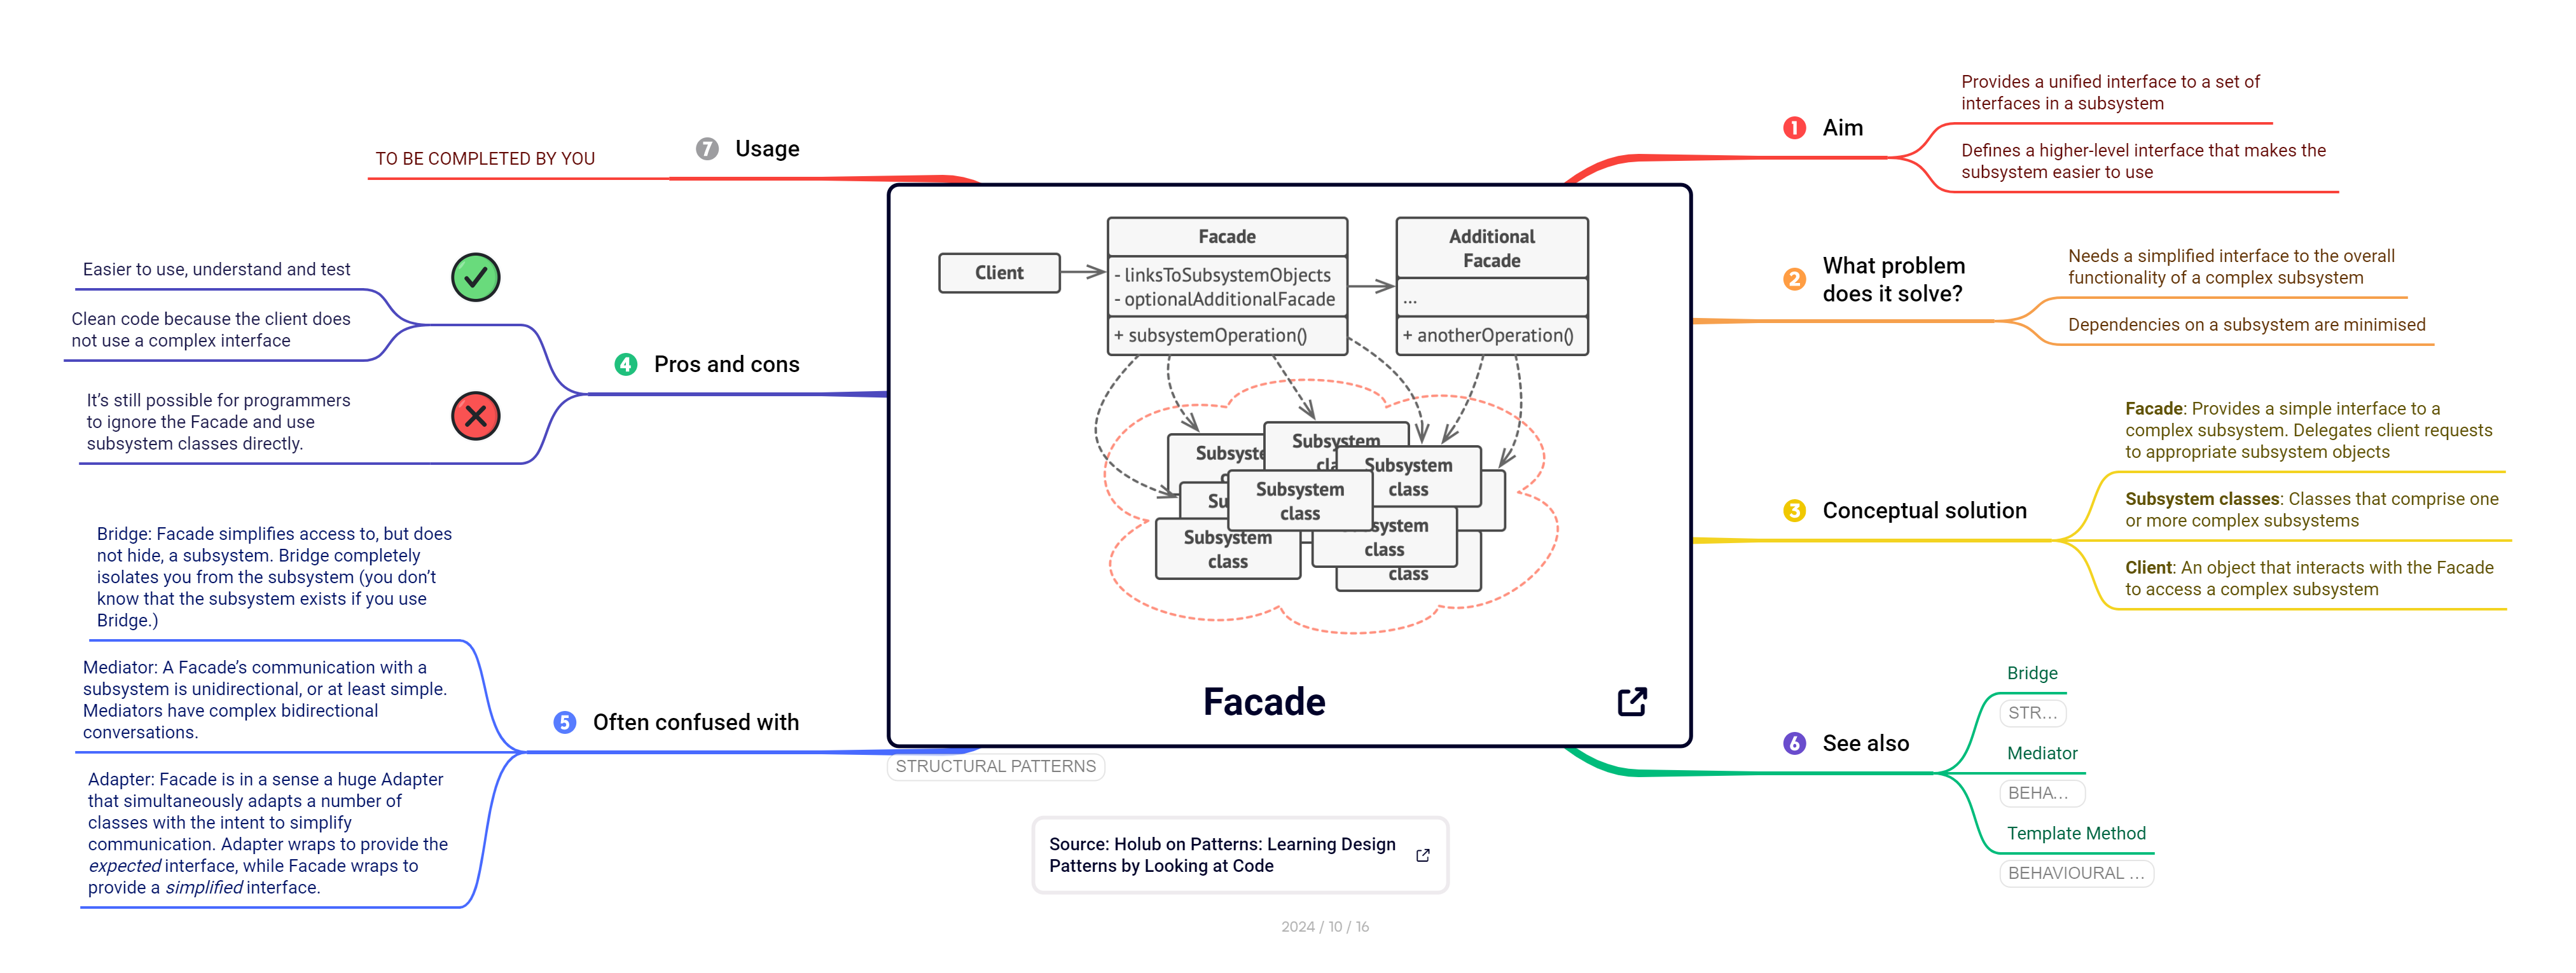 7 Usage
TO BE COMPLETED BY YOU
4 Pros and cons
Easier to use, understand and test
Clean code because the client does
not use a complex interface
It’s still possible for programmers
to ignore the Facade and use
subsystem classes directly.
5 Often confused with
Bridge: Facade simplifies access to, but does
not hide, a subsystem. Bridge completely
isolates you from the subsystem (you don’t
know that the subsystem exists if you use
Bridge.)
Mediator: A Facade’s communication with a
subsystem is unidirectional, or at least simple.
Mediators have complex bidirectional
conversations.
Adapter: Facade is in a sense a huge Adapter
that simultaneously adapts a number of
classes with the intent to simplify
communication. Adapter wraps to provide the
expected interface, while Facade wraps to
provide a simplified interface.
Client
Facade
- linksToSubsystemObjects
- optionalAdditionalFacade
+ subsystemOperation()
Additional
Facade
...
+ anotherOperation()
Subsyste
Subsystem
cla
Subsystem
class
Su
Subsystem
class
Subsystem
class
system
class
class
Facade
STRUCTURAL PATTERNS
Source: Holub on Patterns: Learning Design
Patterns by Looking at Code
2024 / 10 / 16
1 Aim
Provides a unified interface to a set of
interfaces in a subsystem
Defines a higher-level interface that makes the
subsystem easier to use
2 What problem
does it solve?
Needs a simplified interface to the overall
functionality of a complex subsystem
Dependencies on a subsystem are minimised
3 Conceptual solution
Facade: Provides a simple interface to a
complex subsystem. Delegates client requests
to appropriate subsystem objects
Subsystem classes: Classes that comprise one
or more complex subsystems
Client: An object that interacts with the Facade
to access a complex subsystem
6 See also
Bridge
STR...
Mediator
BEHA...
Template Method
BEHAVIOURAL ...